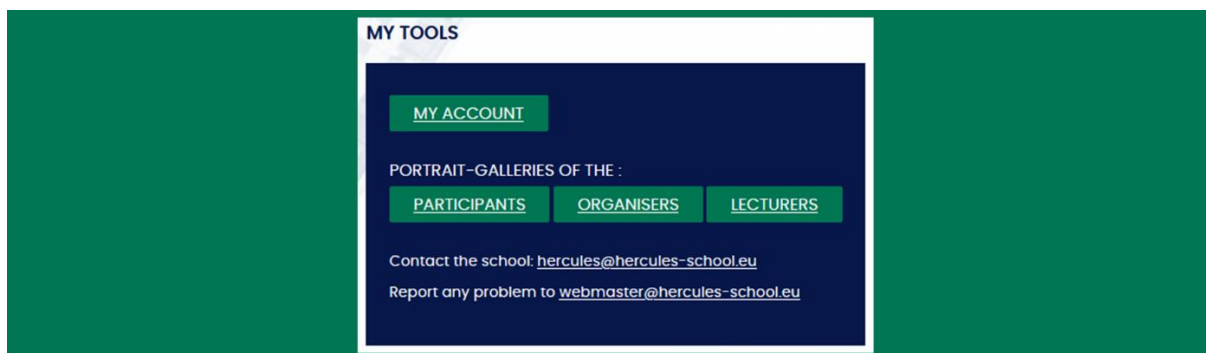 MY TOOLS
MY ACCOUNT
PORTRAIT-GALLERIES OF THE :
PARTICIPANTS ORGANISERS LECTURERS
Contact the school: hercules@hercules-school.eu
Report any problem to webmaster@hercules-school.eu